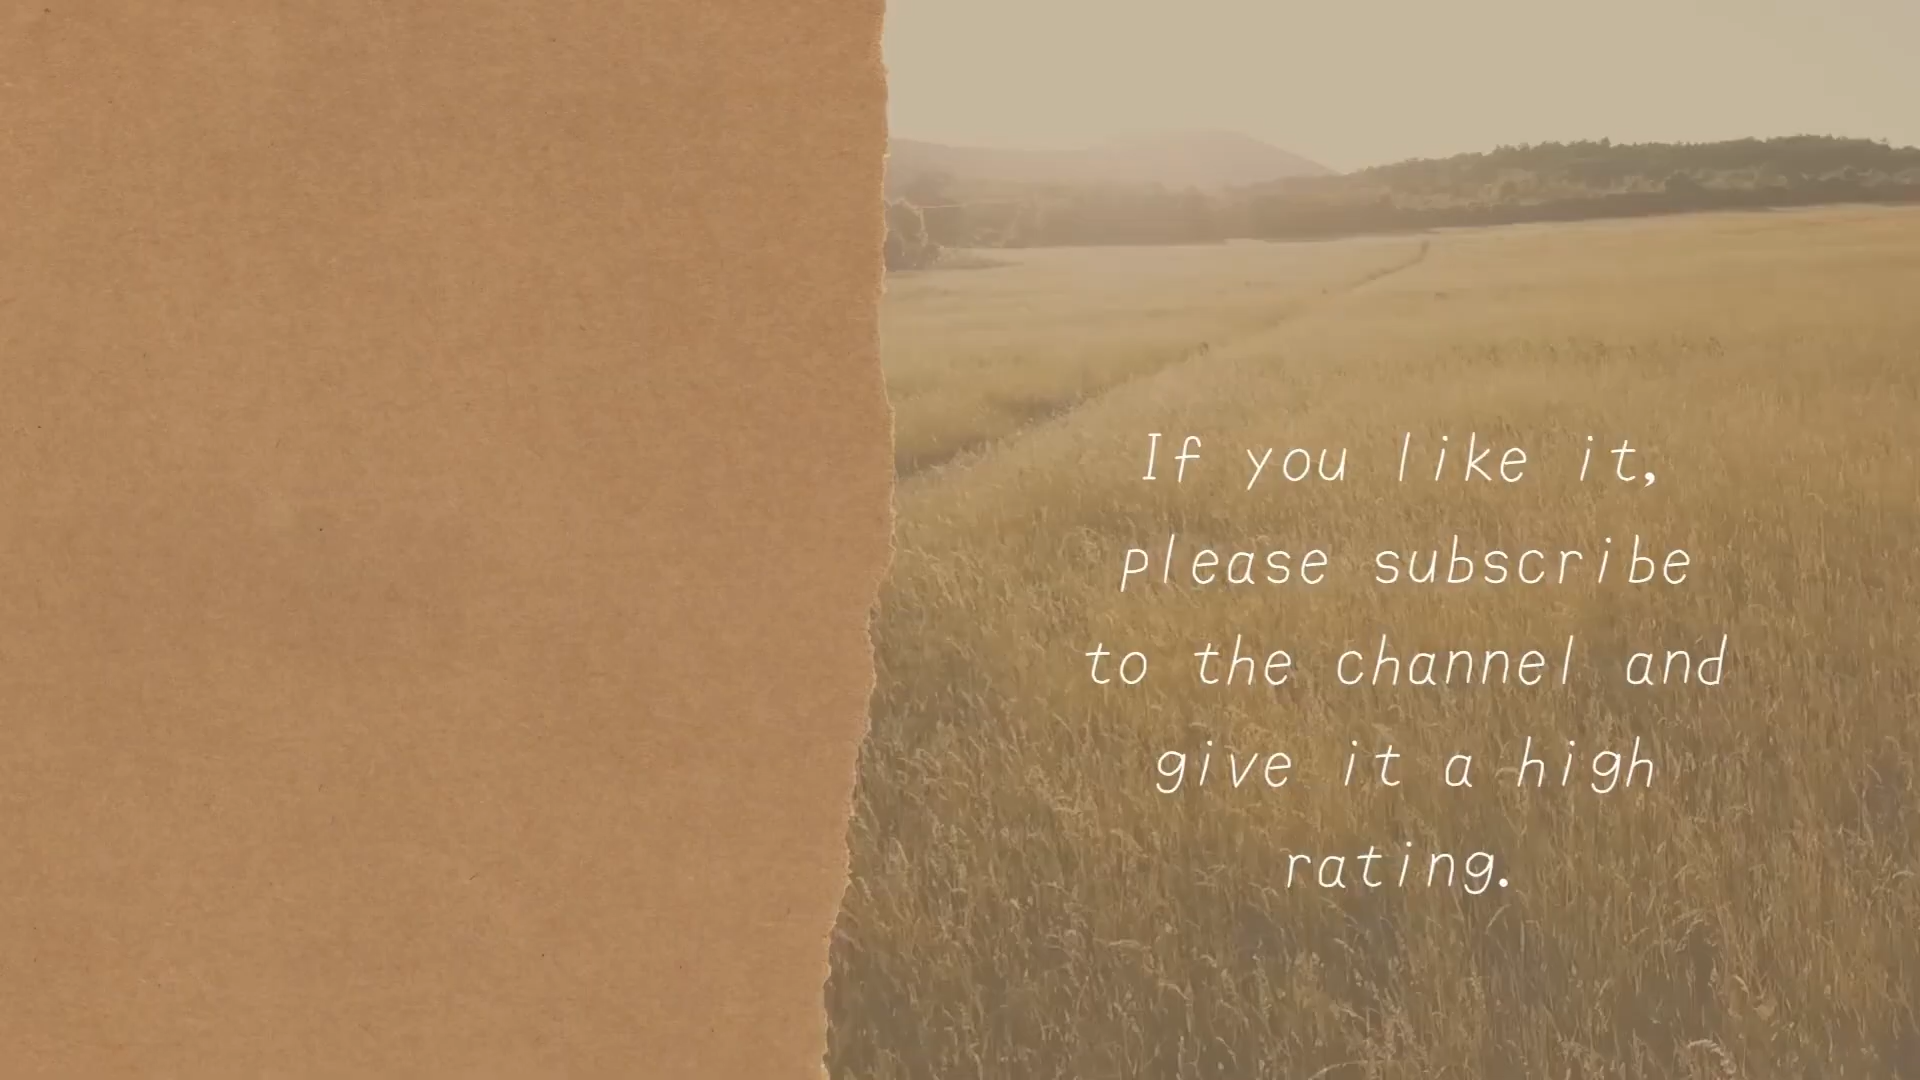 If you like it,
please subscribe
to the channel and
give it a high
rating.